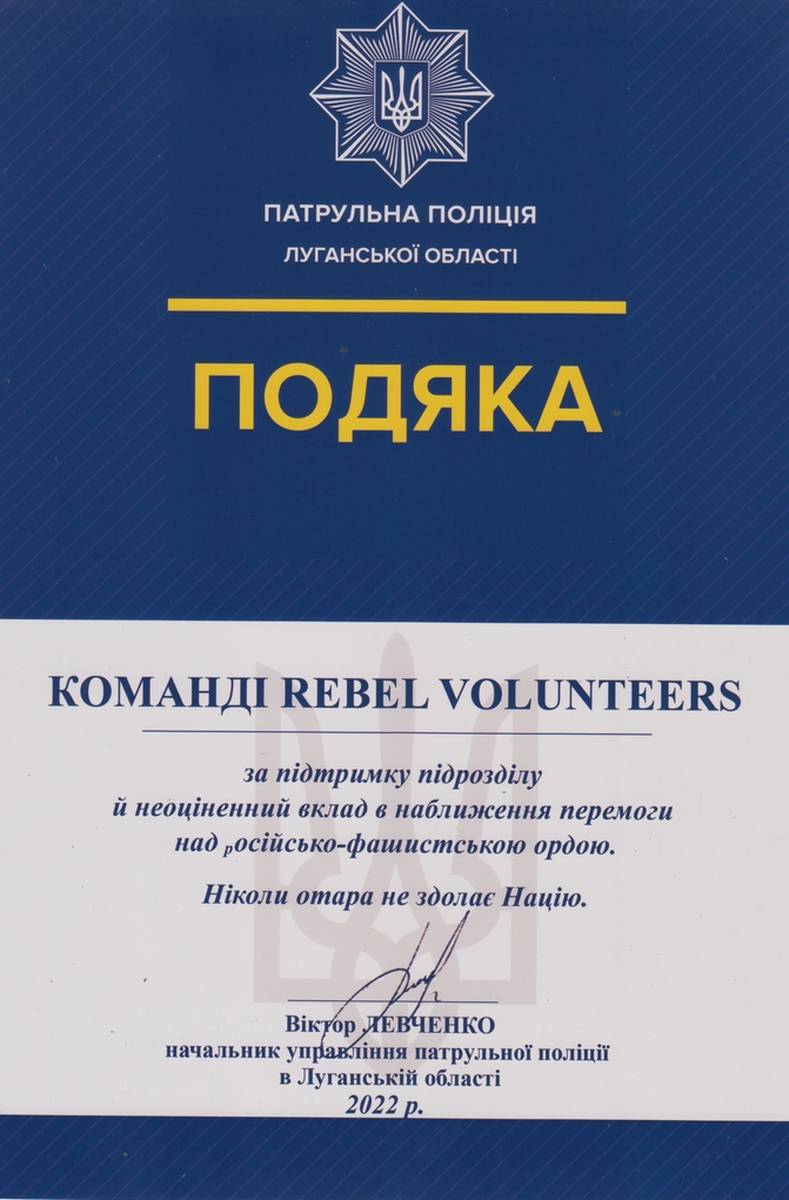 ПАТРУЛЬНА ПОЛІЦІЯ
ЛУГАНСЬКОЇ ОБЛАСТІ
ПОДЯКА
КОМАНДІ REBEL VOLUNTEERS
за підтримку підрозділу
й неоціненний вклад в наближення перемоги
над російсько-фашистською ордою.
Ніколи отара не здолає Націю.
Віктор ЛЕВЧЕНКО
начальник управління патрульної поліції
в Луганській області
2022 р.